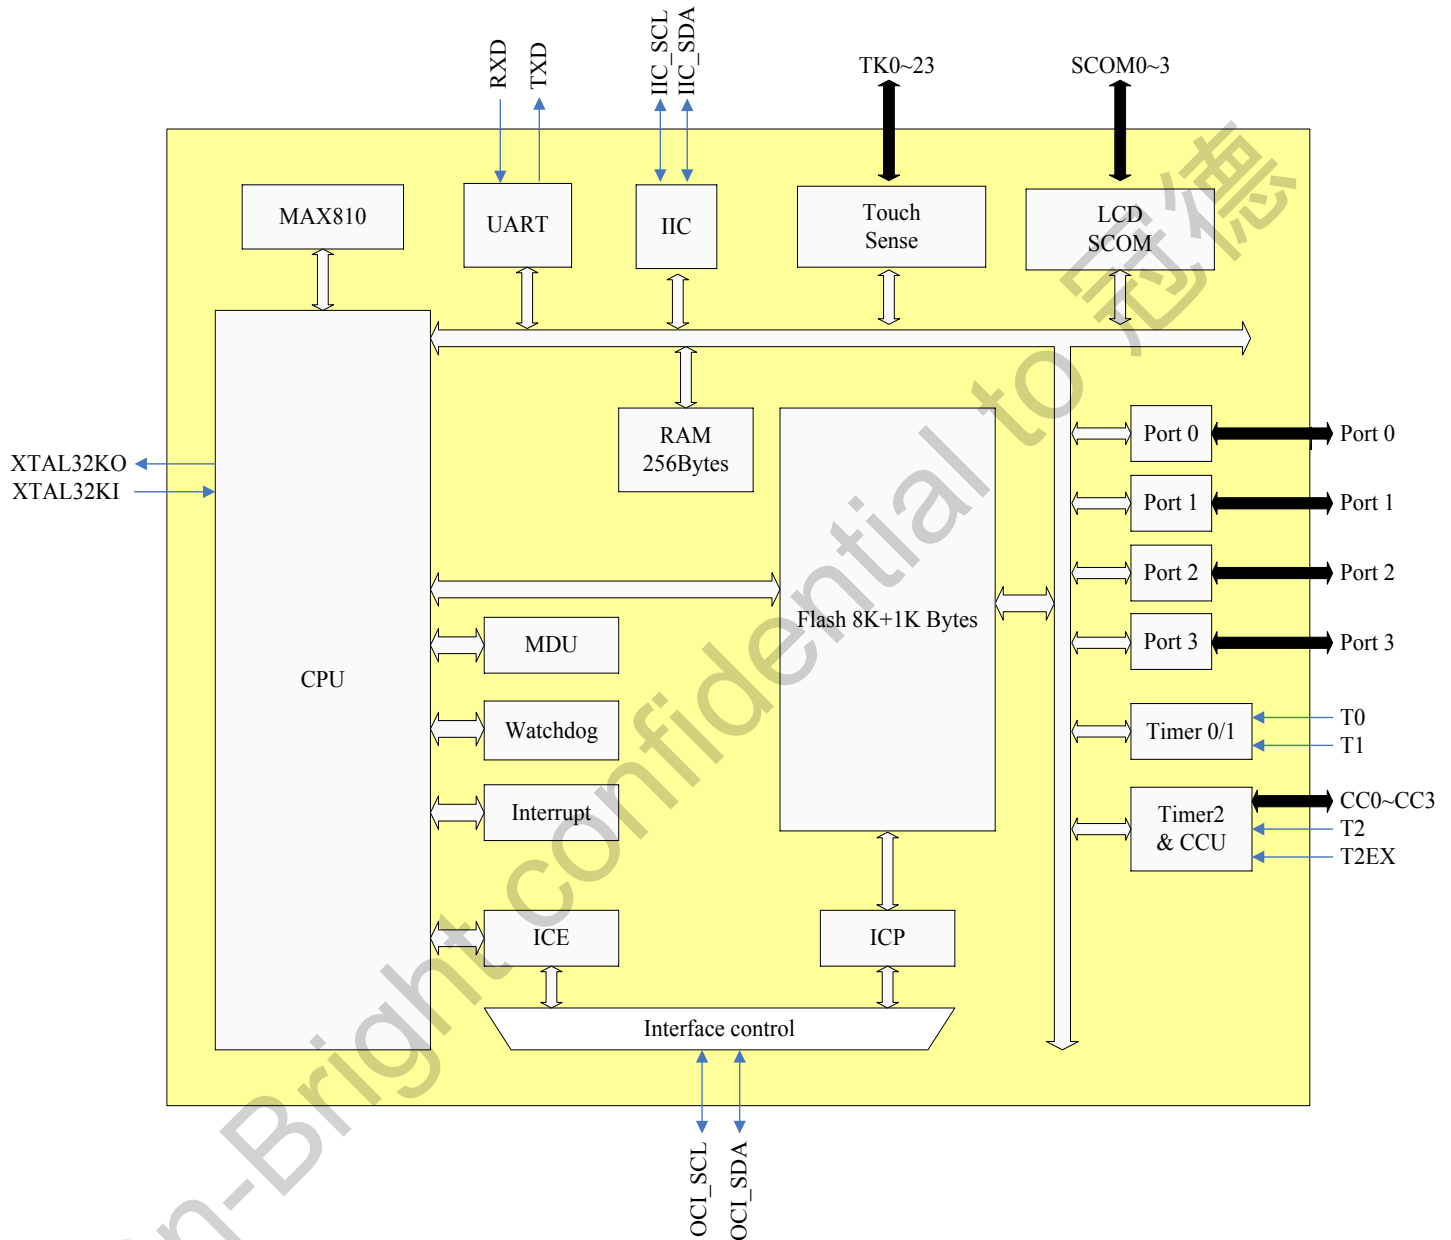 RXD
TXD
IIC_SCL
IIC_SDA
TK0~23
SCOM0~3
MAX810
UART
IIC
Touch
Sense
LCD
SCOM
RAM
256Bytes
Port 0
Port 0
XTAL32KO
XTAL32KI
Port 1
Port 1
Port 2
Port 2
Flash 8K+1K Bytes
MDU
Port 3
Port 3
CPU
Watchdog
Timer 0/1
T0
T1
Interrupt
Timer2
& CCU
CC0~CC3
T2
T2EX
ICE
ICP
Interface control
OCI_SCL
OCI_SDA
n-Bright confidential to 冠德